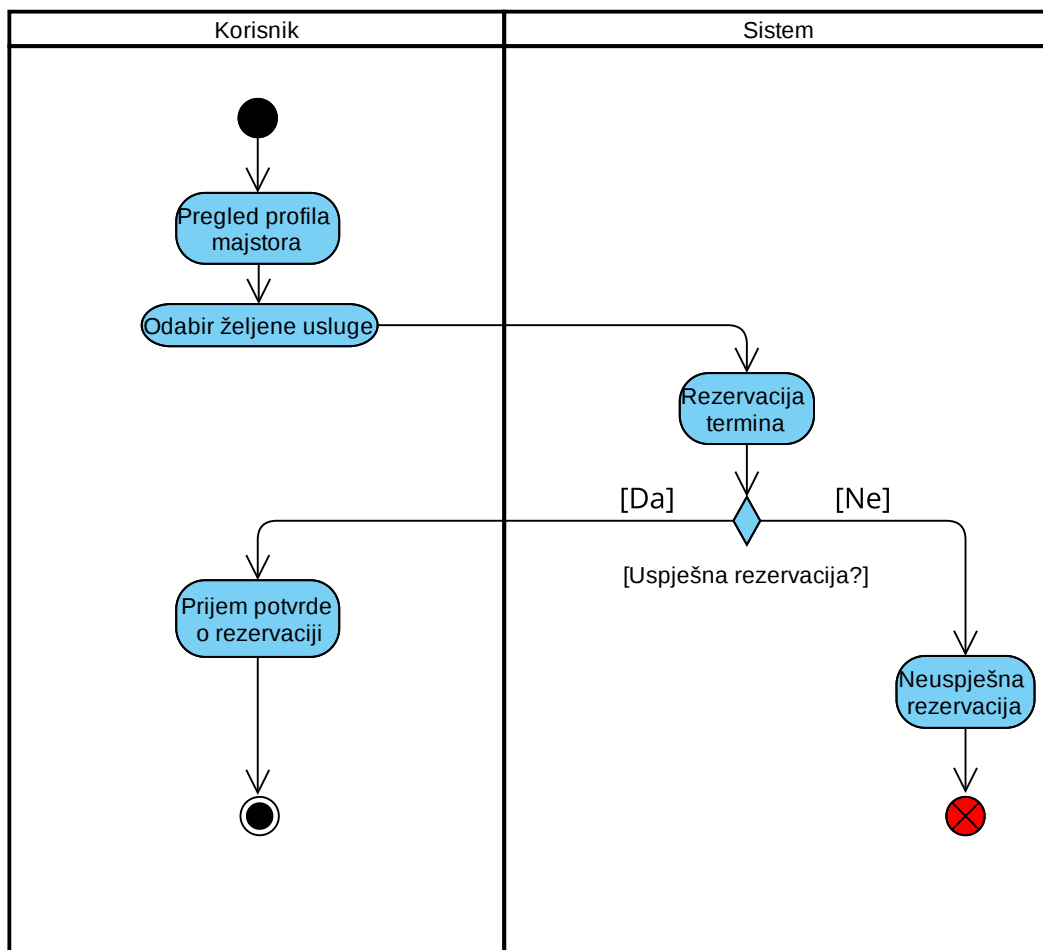 Korisnik
Sistem
Pregled profila
majstora
Odabir željene usluge
Rezervacija
termina
[Da]
[Ne]
[Uspješna rezervacija?]
Prijem potvrde
o rezervaciji
Neuspješna
rezervacija